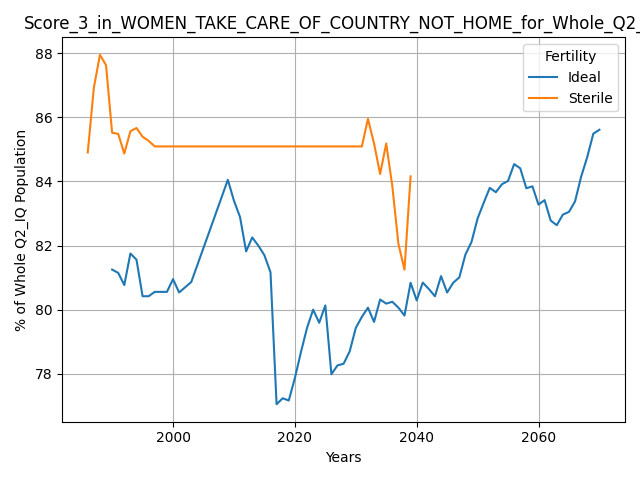 Score_3_in_WOMEN_TAKE_CARE_OF_COUNTRY_NOT_HOME_for_Whole_Q2_
Fertility
Ideal
Sterile
88
86
84
82
80
78
% of Whole Q2_IQ Population
2000
2020
2040
2060
Years